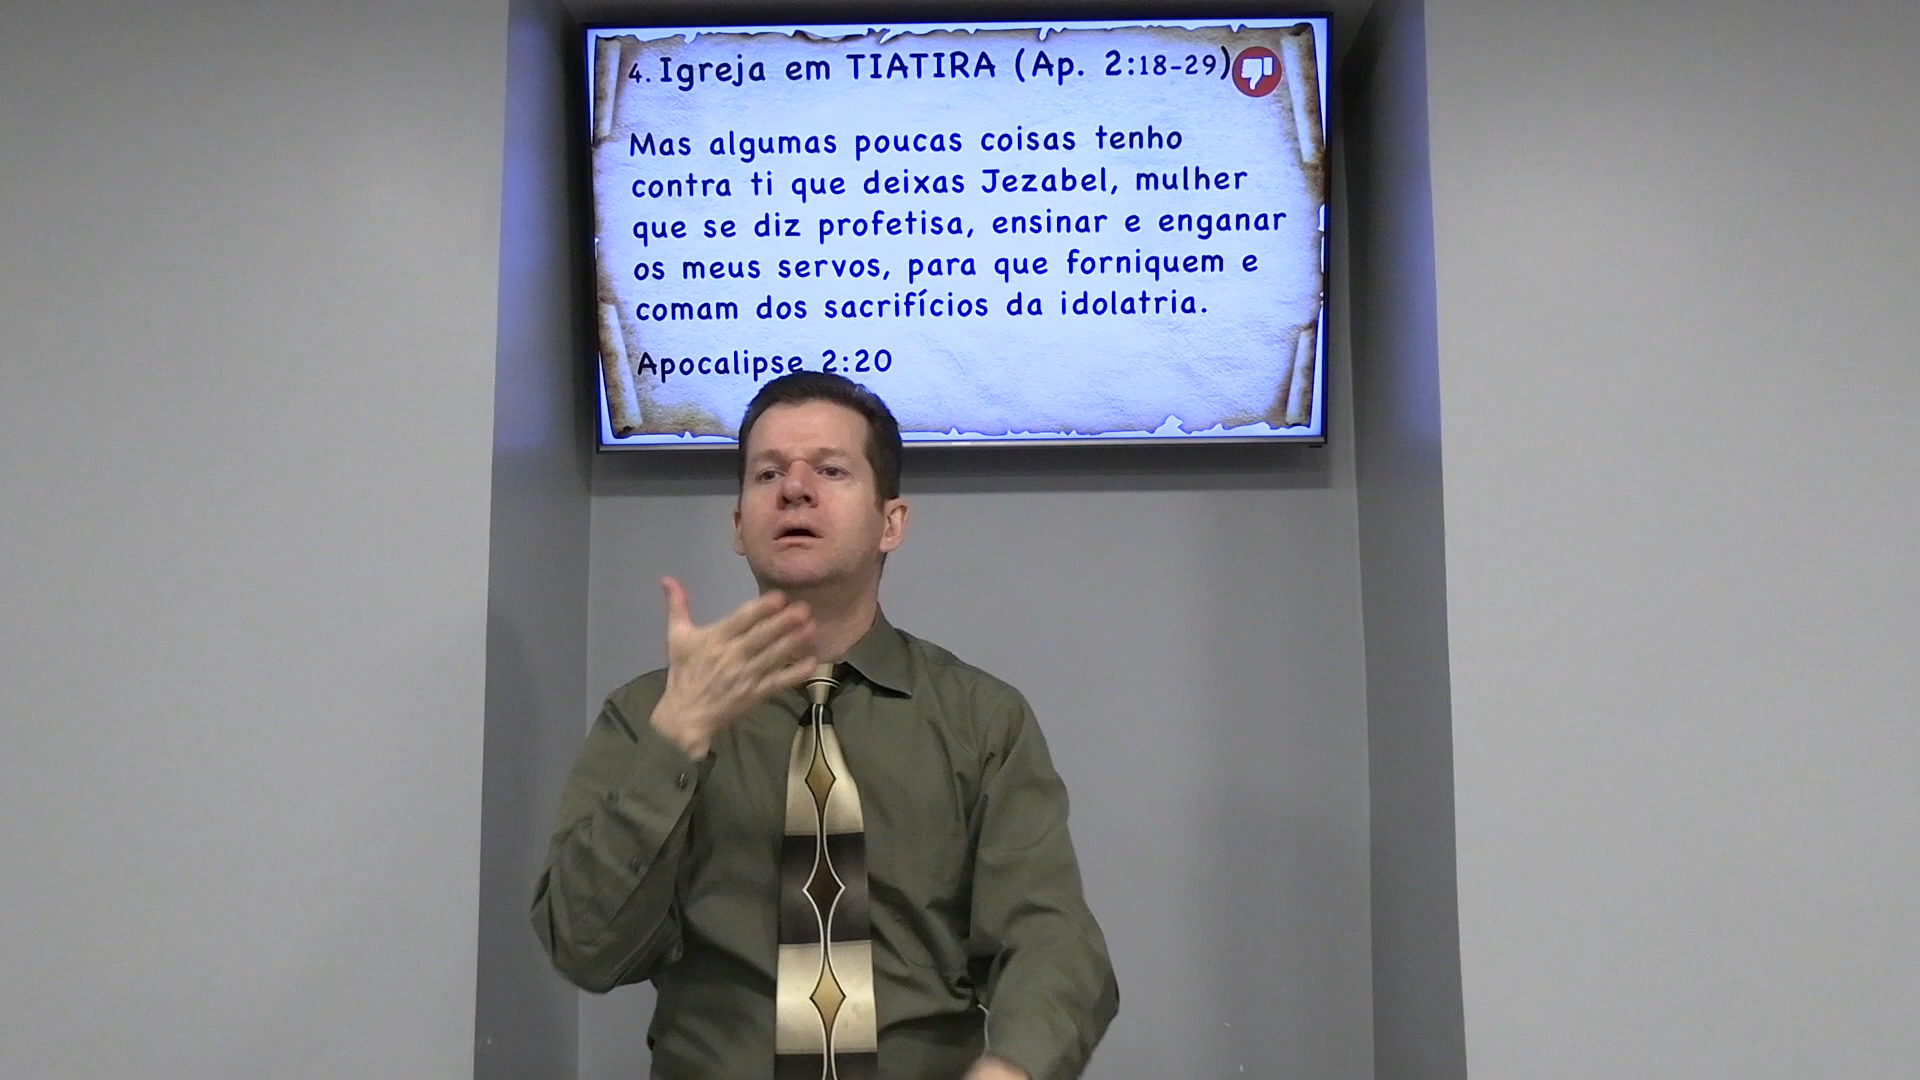 4. Igreja em TIATIRA (Ap. 2:18-29)
Mas algumas poucas coisas tenho
contra ti que deixas Jezabel, mulher
que se diz profetisa, ensinar e enganar
os meus servos, para que forniquem e
comam dos sacrifícios da idolatria.
Apocalipse 2:20